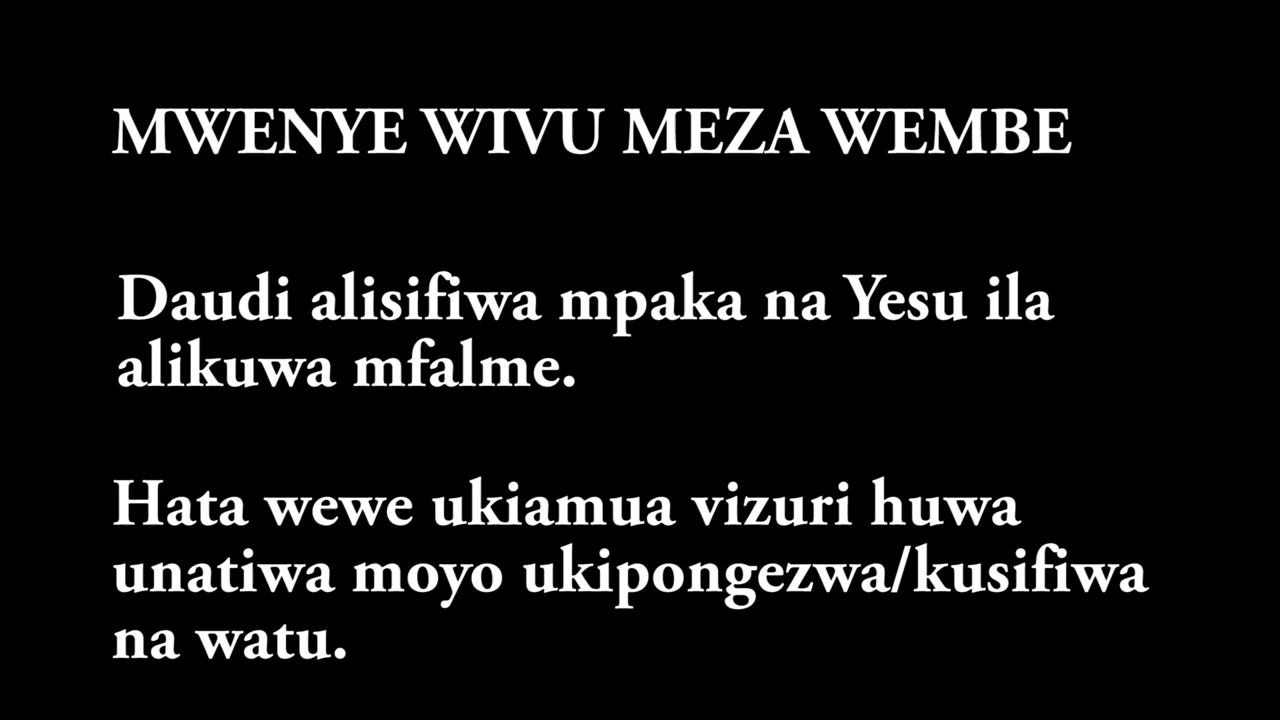 MWENYE WIVU MEZA WEMBE
Daudi alisifiwa mpaka na Yesu ila
alikuwa mfalme.
Hata wewe ukiamua vizuri huwa
unatiwa moyo ukipongezwa/kusifiwa
na watu.